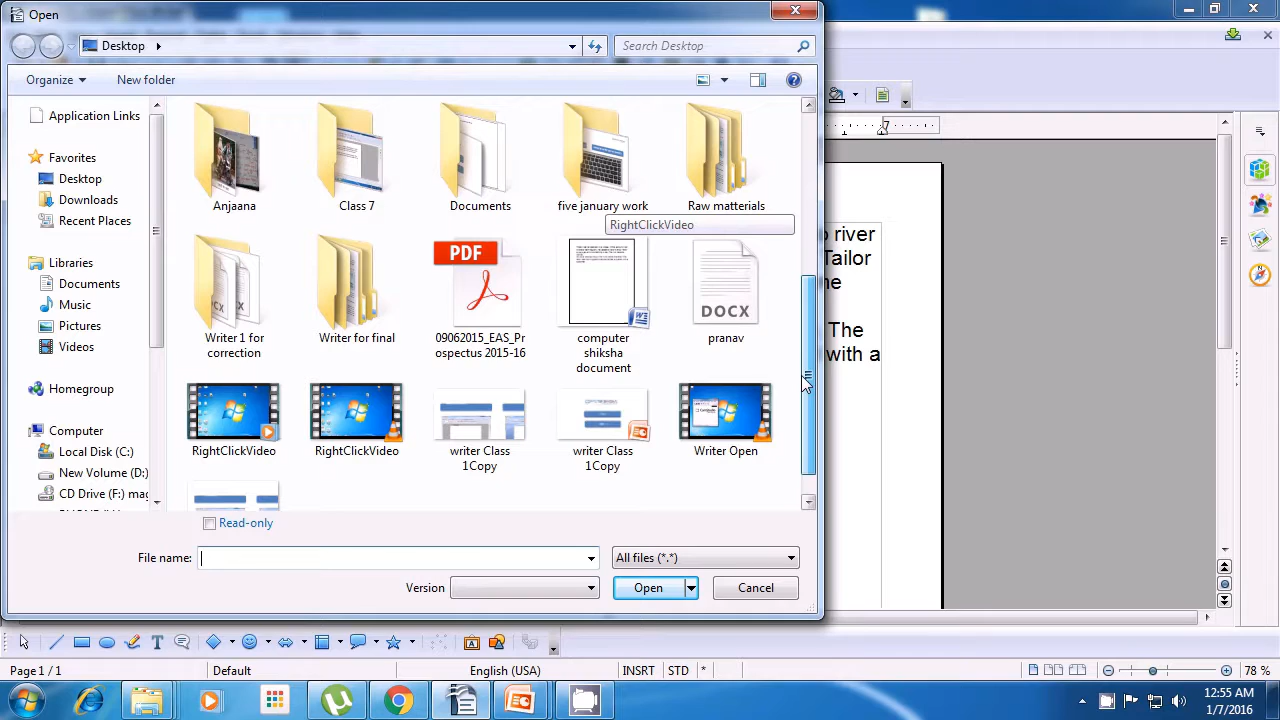 Open
Desktop
Search Desktop
Organize
New folder
Application Links
Favorites
Desktop
Downloads
Recent Places
Libraries
Documents
Music
Pictures
Videos
Homegroup
Computer
Local Disk (C:)
New Volume (D:)
CD Drive (F:) mag
Anjaana
Class 7
Documents
five january work
Raw matterials
RightClickVideo
Writer 1 for
correction
Writer for final
PDF
09062015_EAS_Pr
ospectus 2015-16
computer
shiksha
document
DOCX
pranav
RightClickVideo
RightClickVideo
writer Class
1Copy
writer Class
1Copy
Writer Open
Read-only
File name:
All files (*.*)
Version
Open
Cancel
river
Tailor
The
with a
Page 1 / 1
Default
English (USA)
INSRT
STD
*
78 %
12:55 AM
1/7/2016